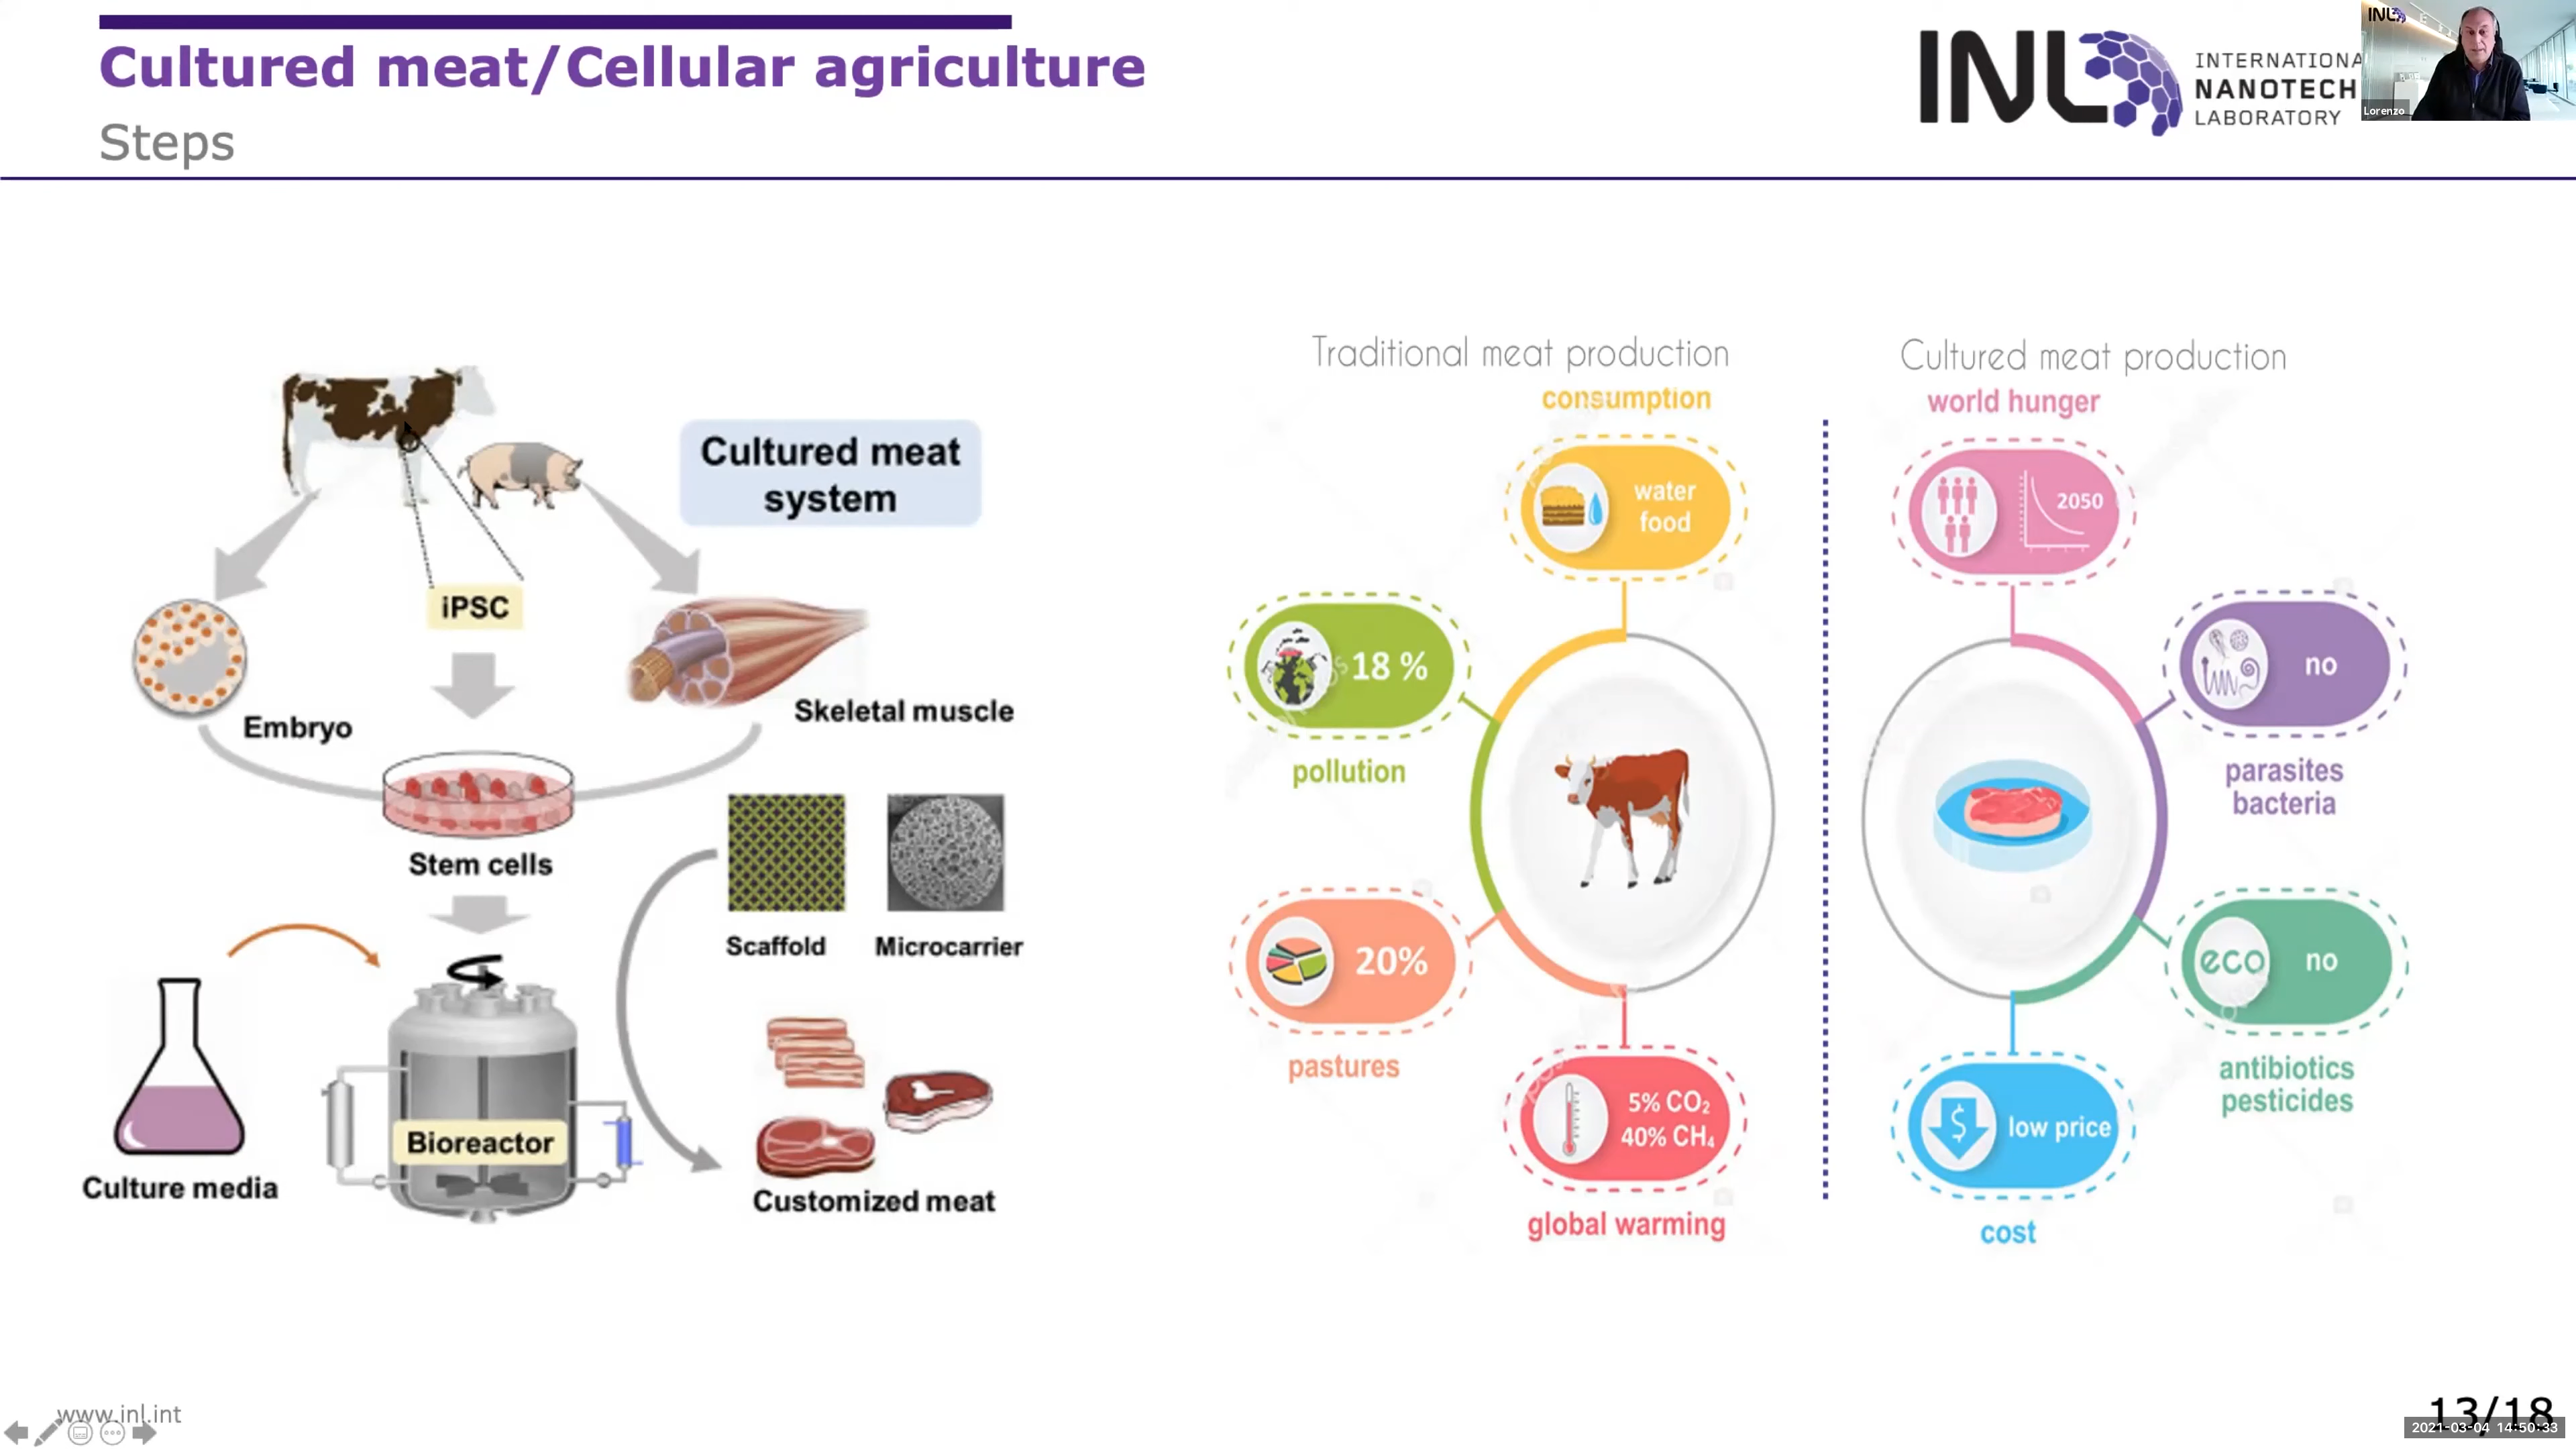 Cultured meat/Cellular agriculture
Steps
INL
INTERNATIONA
NANOTECH
LABORATORY
INL
Lorenzo
Cultured meat
system
iPSC
Embryo
Skeletal muscle
Stem cells
Scaffold
Microcarrier
Bioreactor
Culture media
Customized meat
Traditional meat production
consumption
water
food
18 %
pollution
20%
pastures
5% CO₂
40% CH₄
global warming
Cultured meat production
world hunger
2050
no
parasites
bacteria
eco
no
antibiotics
pesticides
$
low price
cost
www.inl.int
13/18
2021-03-04 14:50:33